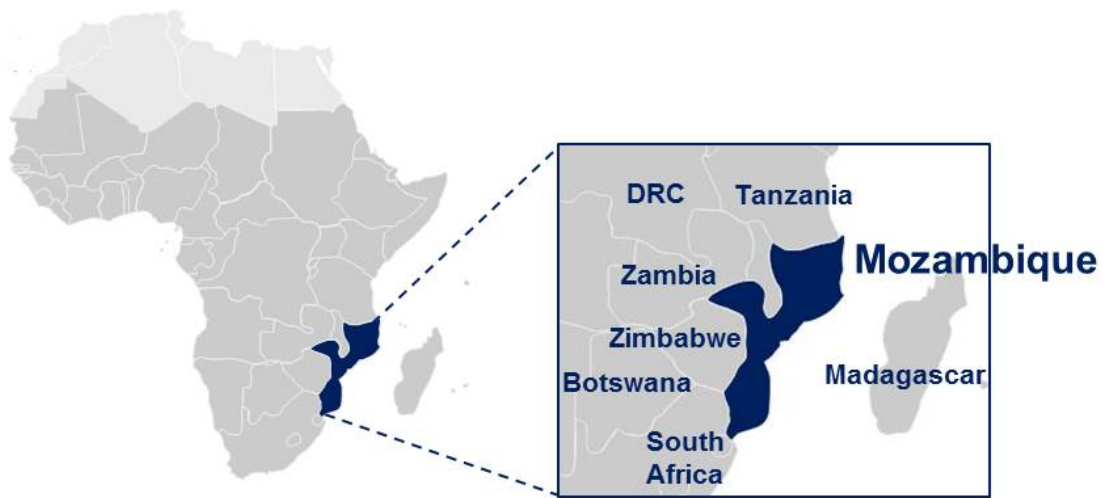 DRC
Tanzania
Mozambique
Zambia
Zimbabwe
Botswana
Madagascar
South
Africa